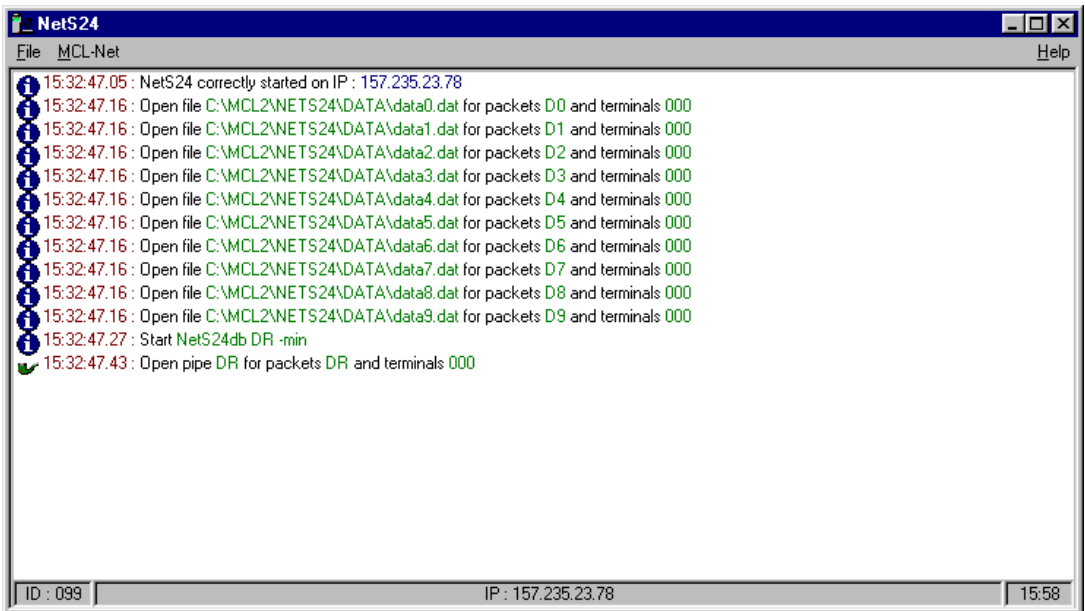 NetS24
File MCL-Net Help
15:32:47.05 : NetS24 correctly started on IP : 157.235.23.78
15:32:47.16 : Open file C:\MCL2\NETS24\DATA\data0.dat for packets D0 and terminals 000
15:32:47.16 : Open file C:\MCL2\NETS24\DATA\data1.dat for packets D1 and terminals 000
15:32:47.16 : Open file C:\MCL2\NETS24\DATA\data2.dat for packets D2 and terminals 000
15:32:47.16 : Open file C:\MCL2\NETS24\DATA\data3.dat for packets D3 and terminals 000
15:32:47.16 : Open file C:\MCL2\NETS24\DATA\data4.dat for packets D4 and terminals 000
15:32:47.16 : Open file C:\MCL2\NETS24\DATA\data5.dat for packets D5 and terminals 000
15:32:47.16 : Open file C:\MCL2\NETS24\DATA\data6.dat for packets D6 and terminals 000
15:32:47.16 : Open file C:\MCL2\NETS24\DATA\data7.dat for packets D7 and terminals 000
15:32:47.16 : Open file C:\MCL2\NETS24\DATA\data8.dat for packets D8 and terminals 000
15:32:47.16 : Open file C:\MCL2\NETS24\DATA\data9.dat for packets D9 and terminals 000
15:32:47.27 : Start NetS24db DR -min
15:32:47.43 : Open pipe DR for packets DR and terminals 000
ID : 099 IP : 157.235.23.78 15:58